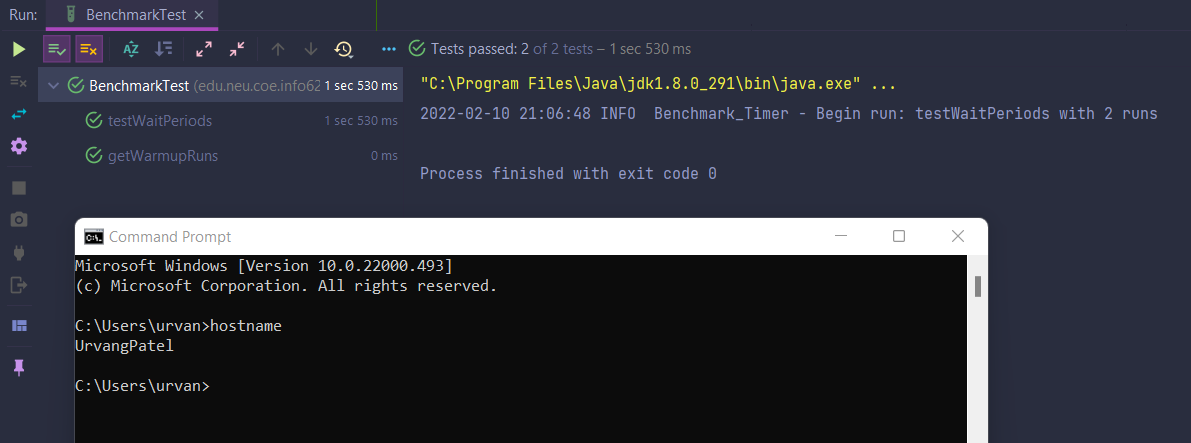 Run: BenchmarkTest
Tests passed: 2 of 2 tests – 1 sec 530 ms
BenchmarkTest (edu.neu.coe.info62 1 sec 530 ms
testWaitPeriods 1 sec 530 ms
getWarmupRuns 0 ms
"C:\Program Files\Java\jdk1.8.0_291\bin\java.exe" ...
2022-02-10 21:06:48 INFO  Benchmark_Timer - Begin run: testWaitPeriods with 2 runs
Process finished with exit code 0
Command Prompt
Microsoft Windows [Version 10.0.22000.493]
(c) Microsoft Corporation. All rights reserved.
C:\Users\urvan>hostname
UrvangPatel
C:\Users\urvan>